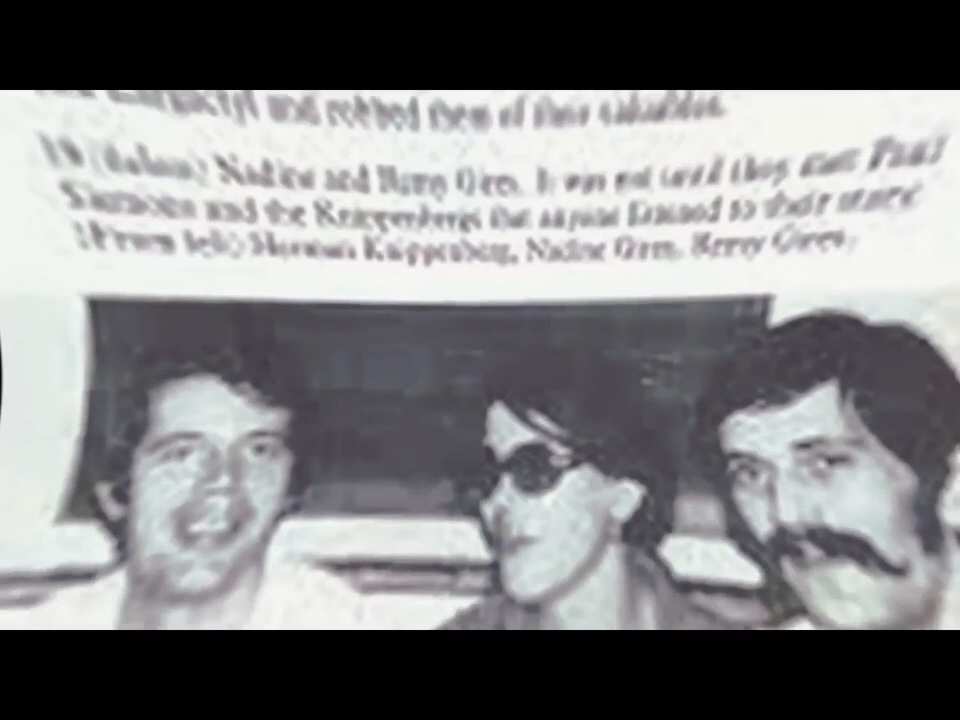 and robbed them of their valuables.
19 (below) Nadine and Remy Gires. It was not until they met Paul
Siemons and the Knippenbergs that anyone listened to their story.
(From left) Herman Knippenberg, Nadine Gires, Remy Gires.